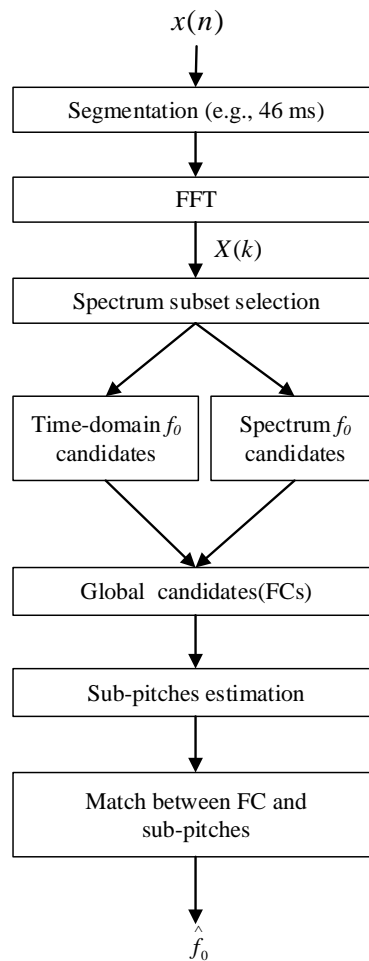 x(n)
Segmentation (e.g., 46 ms)
FFT
X(k)
Spectrum subset selection
Time-domain f₀
candidates
Spectrum f₀
candidates
Global candidates(FCs)
Sub-pitches estimation
Match between FC and
sub-pitches
f̂₀